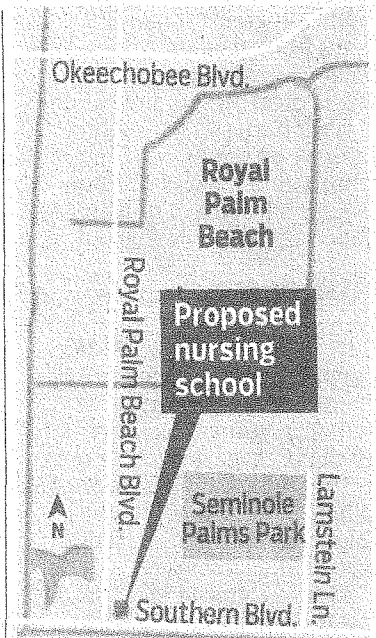 Okeechobee Blvd.
Royal
Palm
Beach
Royal Palm Beach Blvd.
Proposed
nursing
school
N
Seminole
Palms Park
Lamstein Ln.
Southern Blvd.